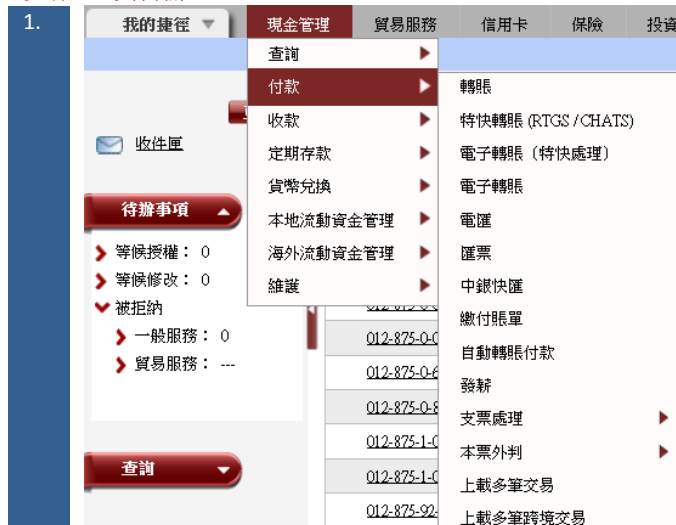 1.
我的捷徑
現金管理
貿易服務
信用卡
保險
投資
查詢
付款
收款
定期存款
貨幣兌換
本地流動資金管理
海外流動資金管理
維護
轉賬
特快轉賬 (RTGS / CHATS)
電子轉賬〔特快處理〕
電子轉賬
電匯
匯票
中銀快匯
繳付賬單
自動轉賬付款
發薪
支票處理
本票外判
上載多筆交易
上載多筆跨境交易
收件匣
待辦事項
等候授權： 0
等候修改： 0
被拒納
一般服務： 0
貿易服務： ---
查詢
012-875-0-0
012-875-0-6
012-875-0-8
012-875-1-0
012-875-1-0
012-875-92-